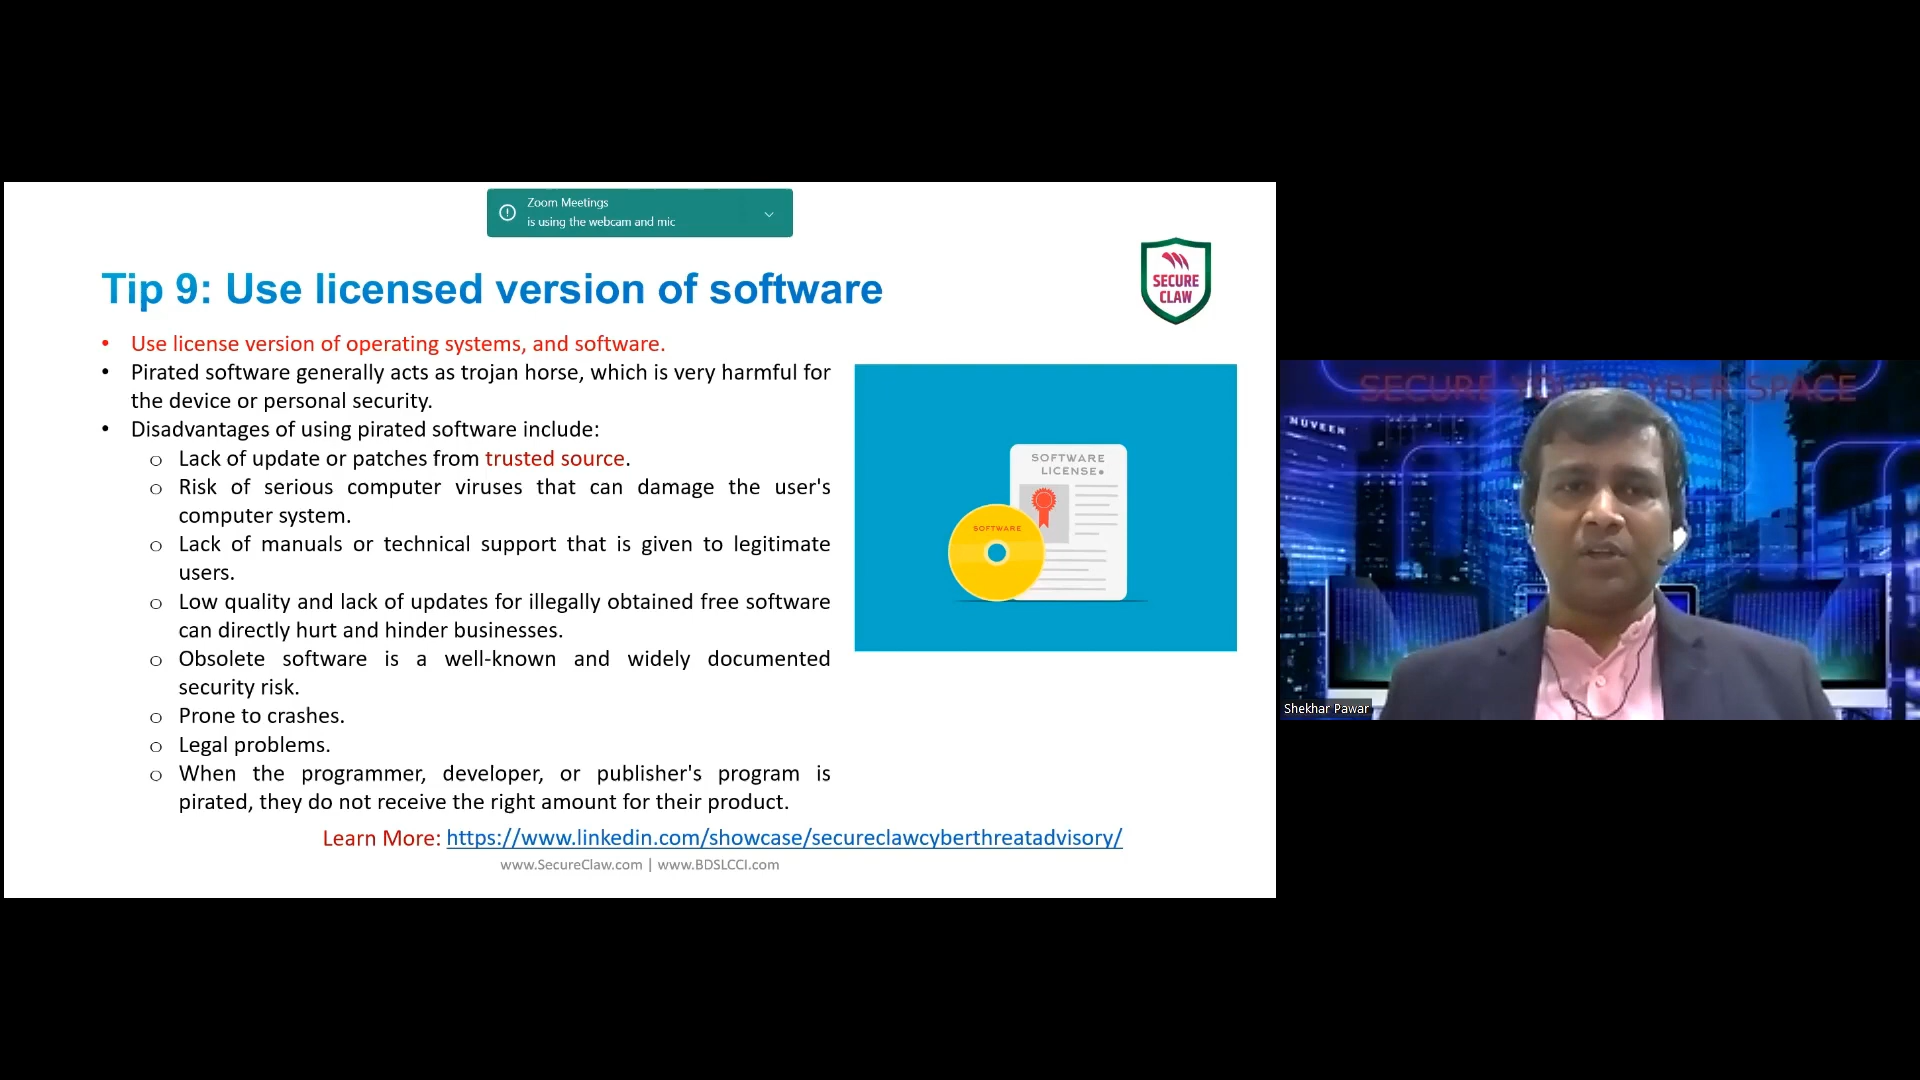 Zoom Meetings
is using the webcam and mic
Tip 9: Use licensed version of software
SECURE
CLAW
• Use license version of operating systems, and software.
• Pirated software generally acts as trojan horse, which is very harmful for
the device or personal security.
• Disadvantages of using pirated software include:
o Lack of update or patches from trusted source.
o Risk of serious computer viruses that can damage the user's
computer system.
o Lack of manuals or technical support that is given to legitimate
users.
o Low quality and lack of updates for illegally obtained free software
can directly hurt and hinder businesses.
o Obsolete software is a well-known and widely documented
security risk.
o Prone to crashes.
o Legal problems.
o When the programmer, developer, or publisher's program is
pirated, they do not receive the right amount for their product.
SOFTWARE
LICENSE
SOFTWARE
Learn More: https://www.linkedin.com/showcase/secureclawcyberthreatadvisory/
www.SecureClaw.com | www.BDSLCCI.com
SECURE CYBER SPACE
NUVEEN
Shekhar Pawar